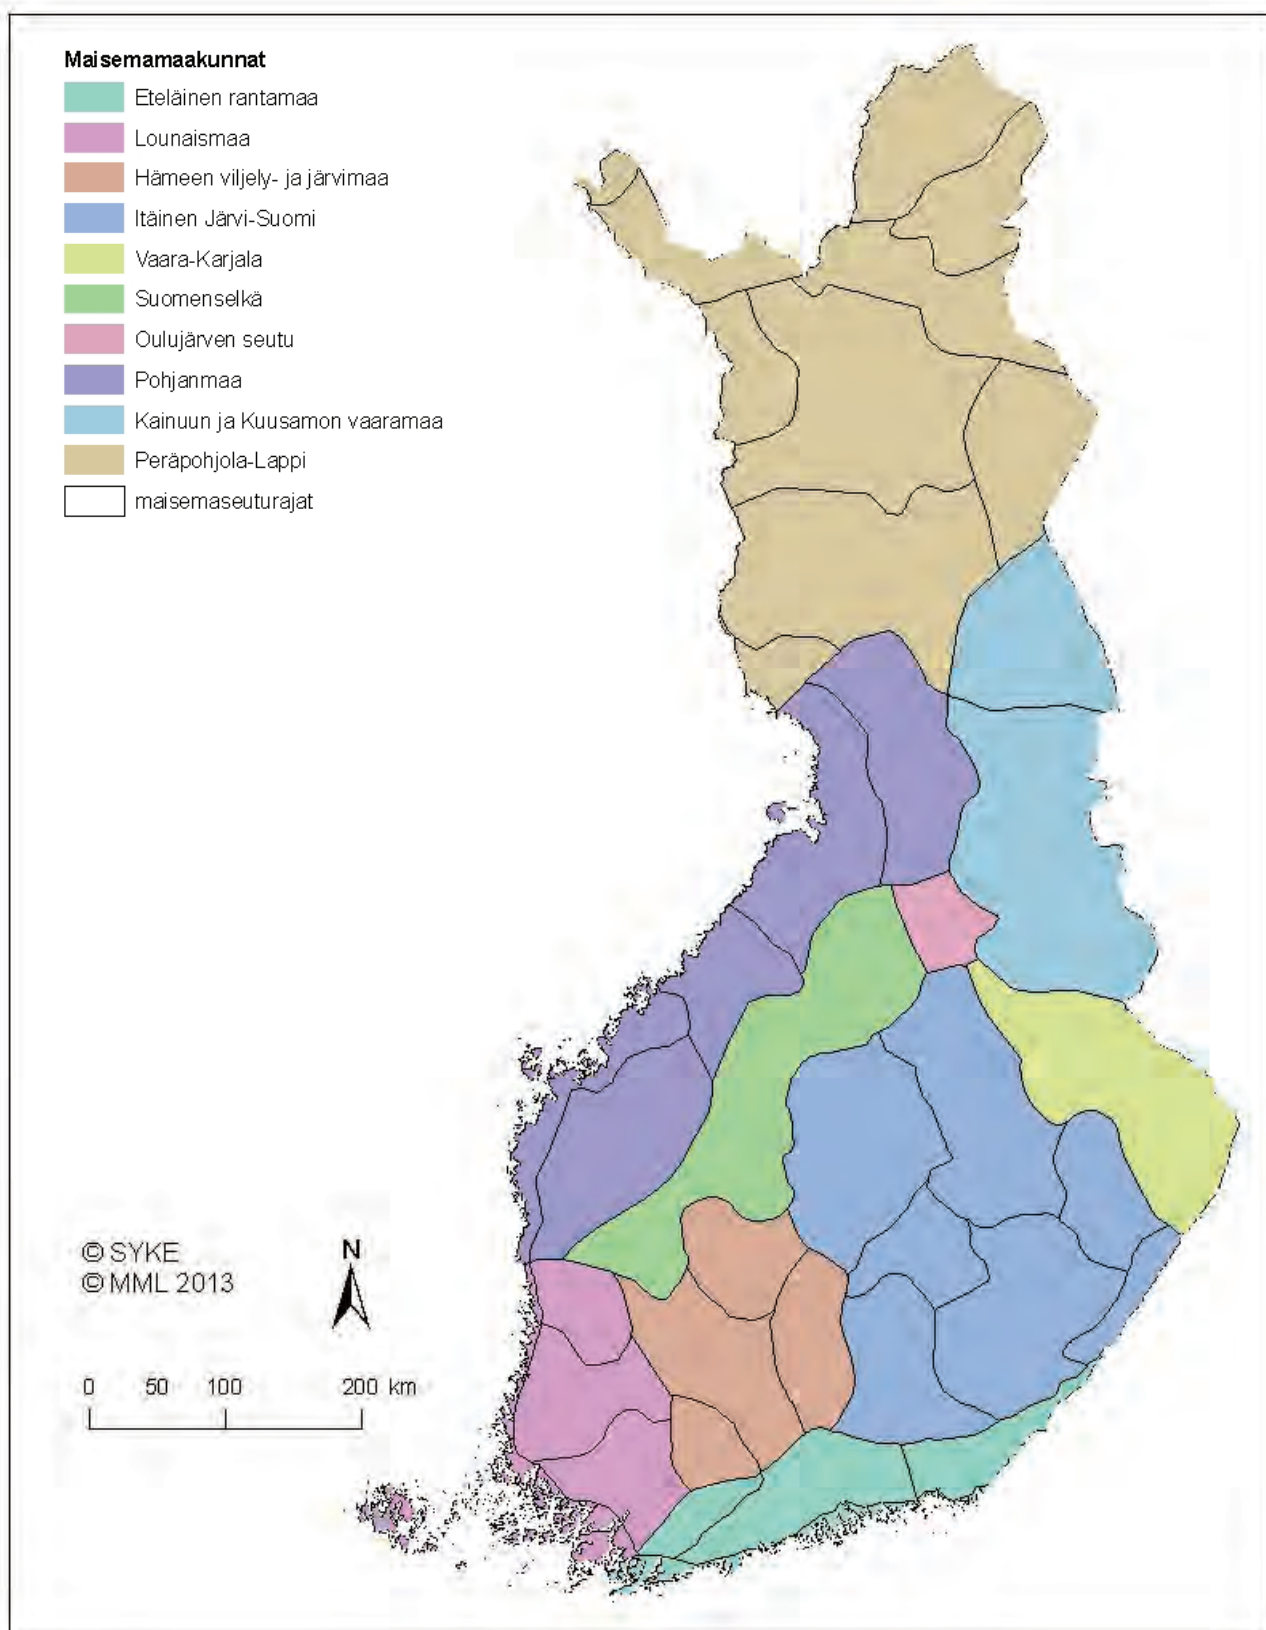 Maisemamaakunnat
Eteläinen rantamaa
Lounaismaa
Hämeen viljely- ja järvimaa
Itäinen Järvi-Suomi
Vaara-Karjala
Suomenselkä
Oulujärven seutu
Pohjanmaa
Kainuun ja Kuusamon vaaramaa
Peräpohjola-Lappi
maisemaseuturajat
© SYKE
© MML 2013
N
0 50 100 200 km